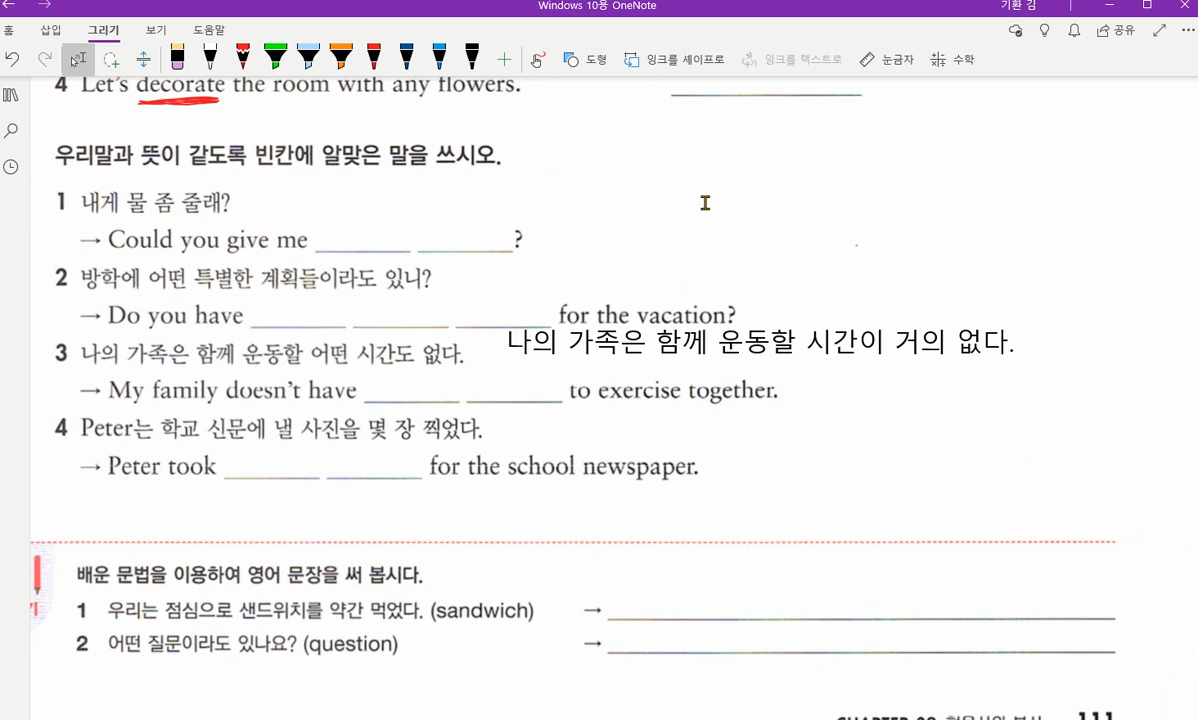 Windows 10용 OneNote
기환 김
홈 삽입 그리기 보기 도움말
공유
도형 잉크를 셰이프로 잉크를 텍스트로 눈금자 수학
4 Let's decorate the room with any flowers. __________
우리말과 뜻이 같도록 빈칸에 알맞은 말을 쓰시오.
1 내게 물 좀 줄래?
→ Could you give me ________ ________?
2 방학에 어떤 특별한 계획들이라도 있니?
→ Do you have ________ ________ ________ for the vacation?
나의 가족은 함께 운동할 시간이 거의 없다.
3 나의 가족은 함께 운동할 어떤 시간도 없다.
→ My family doesn't have ________ ________ to exercise together.
4 Peter는 학교 신문에 낼 사진을 몇 장 찍었다.
→ Peter took ________ ________ for the school newspaper.
배운 문법을 이용하여 영어 문장을 써 봅시다.
1 우리는 점심으로 샌드위치를 약간 먹었다. (sandwich) → __________
2 어떤 질문이라도 있나요? (question) → __________
111